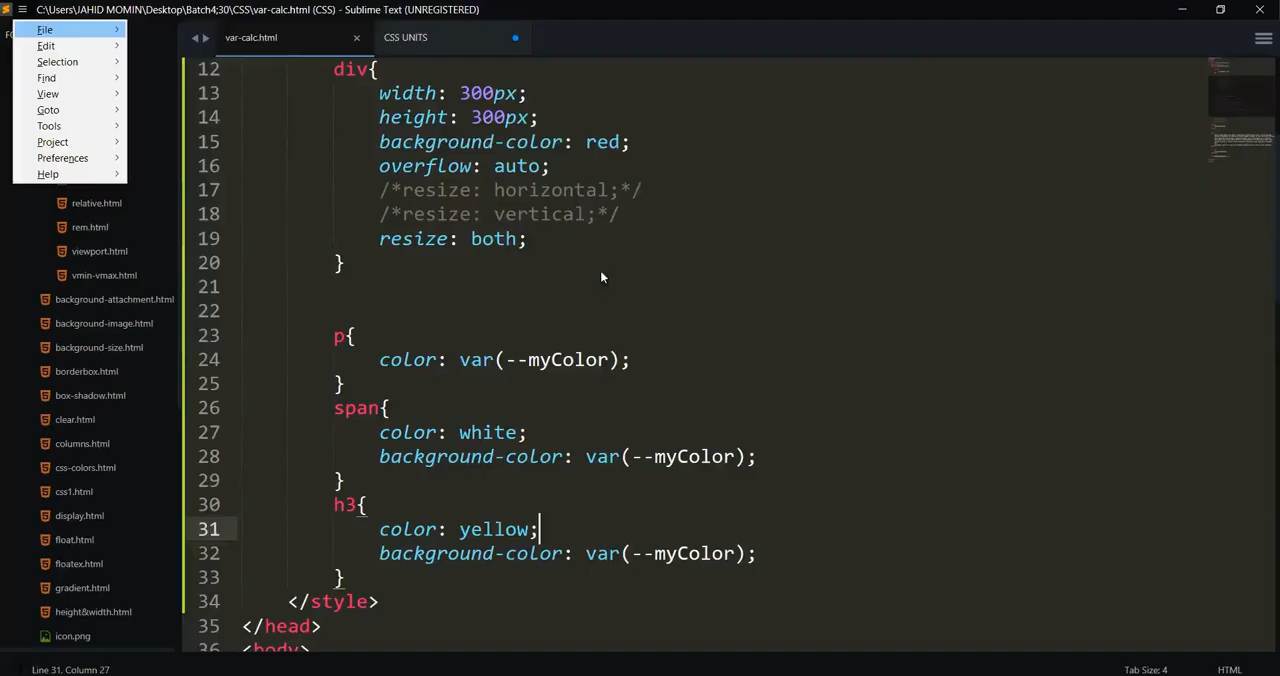 C:\Users\JAHID MOMIN\Desktop\Batch4;30\CSS\var-calc.html (CSS) - Sublime Text (UNREGISTERED)
File
Edit
Selection
Find
View
Goto
Tools
Project
Preferences
Help
relative.html
rem.html
viewport.html
vmin-vmax.html
background-attachment.html
background-image.html
background-size.html
borderbox.html
box-shadow.html
clear.html
columns.html
css-colors.html
css1.html
display.html
float.html
floatex.html
gradient.html
height&width.html
icon.png
var-calc.html
CSS UNITS
12 div{
13 width: 300px;
14 height: 300px;
15 background-color: red;
16 overflow: auto;
17 /*resize: horizontal;*/
18 /*resize: vertical;*/
19 resize: both;
20 }
21
22
23 p{
24 color: var(--myColor);
25 }
26 span{
27 color: white;
28 background-color: var(--myColor);
29 }
30 h3{
31 color: yellow;
32 background-color: var(--myColor);
33 }
34 </style>
35 </head>
36 <body>
Line 31, Column 27
Tab Size: 4
HTML